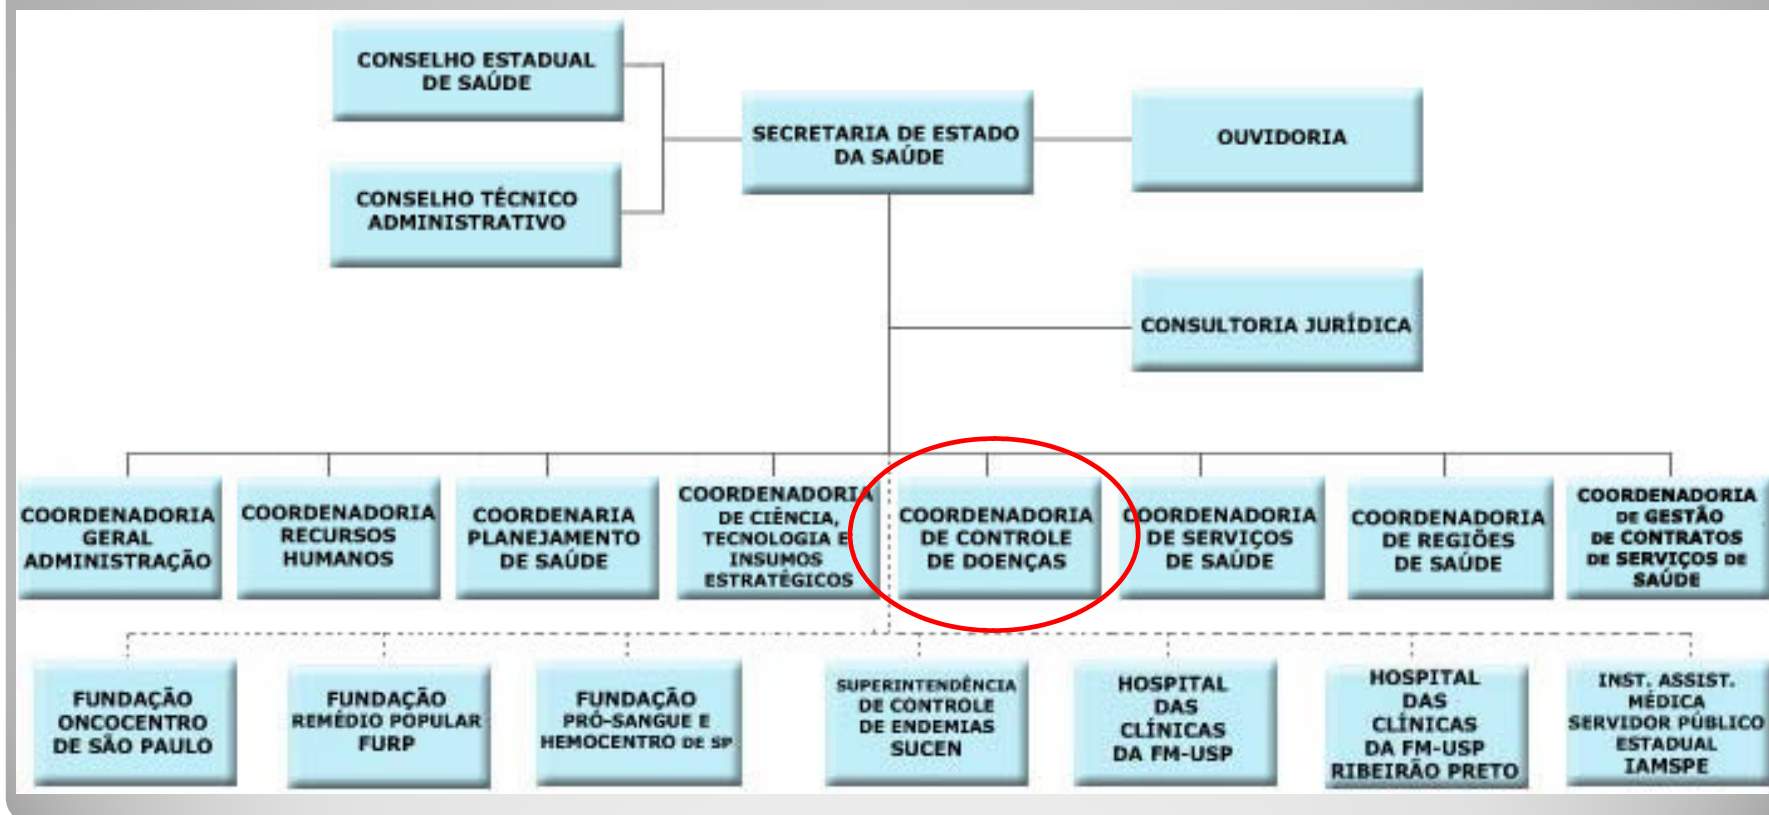 CONSELHO ESTADUAL
DE SAÚDE
SECRETARIA DE ESTADO
DA SAÚDE
OUVIDORIA
CONSELHO TÉCNICO
ADMINISTRATIVO
CONSULTORIA JURÍDICA
COORDENADORIA
GERAL
ADMINISTRAÇÃO
COORDENADORIA
RECURSOS
HUMANOS
COORDENARIA
PLANEJAMENTO
DE SAÚDE
COORDENADORIA
DE CIÊNCIA,
TECNOLOGIA E
INSUMOS
ESTRATÉGICOS
COORDENADORIA
DE CONTROLE
DE DOENÇAS
COORDENADORIA
DE SERVIÇOS
DE SAÚDE
COORDENADORIA
DE REGIÕES
DE SAÚDE
COORDENADORIA
DE GESTÃO
DE CONTRATOS
DE SERVIÇOS DE
SAÚDE
FUNDAÇÃO
ONCOCENTRO
DE SÃO PAULO
FUNDAÇÃO
REMÉDIO POPULAR
FURP
FUNDAÇÃO
PRÓ-SANGUE E
HEMOCENTRO DE SP
SUPERINTENDÊNCIA
DE CONTROLE
DE ENDEMIAS
SUCEN
HOSPITAL
DAS
CLÍNICAS
DA FM-USP
HOSPITAL
DAS
CLÍNICAS
DA FM-USP
RIBEIRÃO PRETO
INST. ASSIST.
MÉDICA
SERVIDOR PÚBLICO
ESTADUAL
IAMSPE